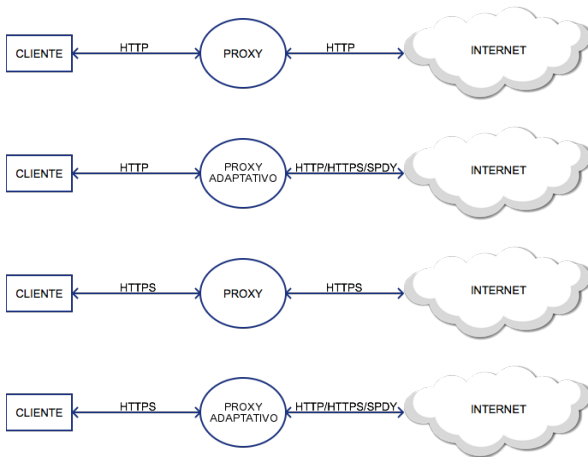 HTTP HTTP
CLIENTE PROXY INTERNET
HTTP PROXY HTTP/HTTPS/SPDY
CLIENTE ADAPTATIVO INTERNET
HTTPS HTTPS
CLIENTE PROXY INTERNET
HTTPS PROXY HTTP/HTTPS/SPDY
CLIENTE ADAPTATIVO INTERNET